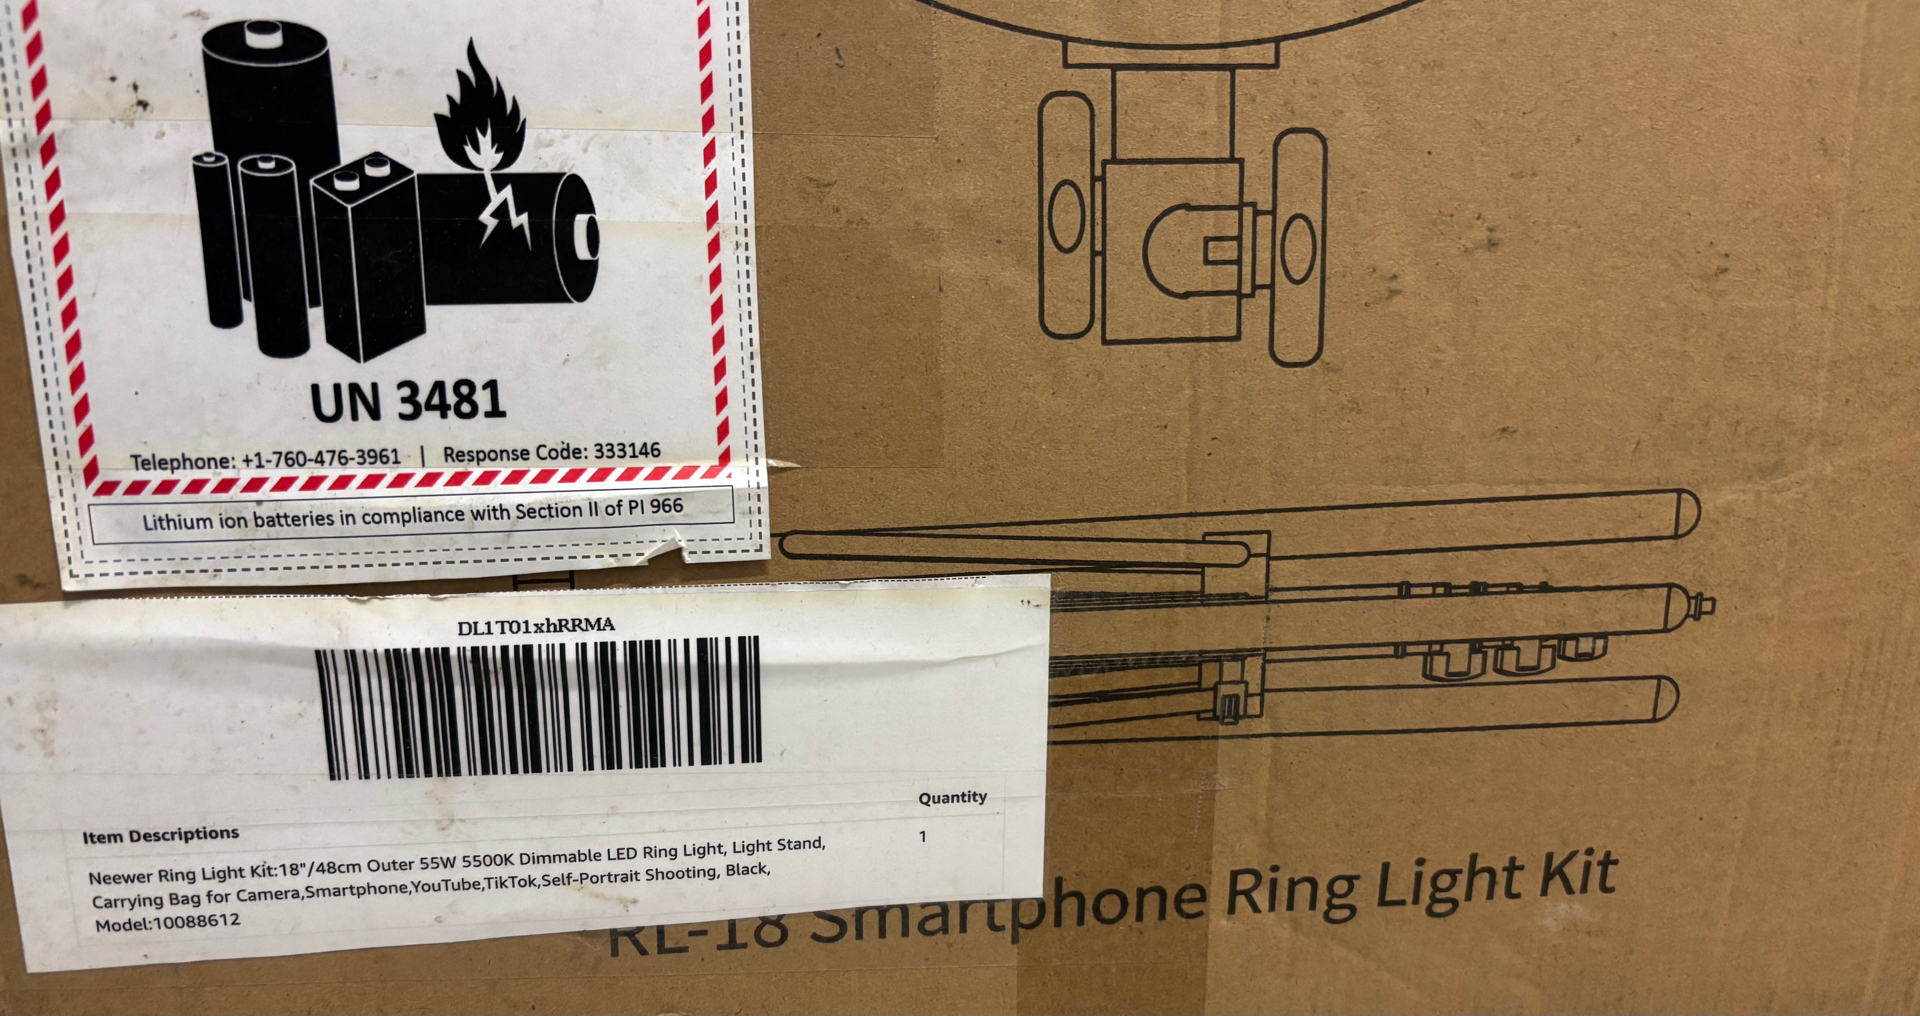 UN 3481
Telephone: +1-760-476-3961 | Response Code: 333146
Lithium ion batteries in compliance with Section II of PI 966
DL1T01xhRRMA
Item Descriptions Quantity
Neewer Ring Light Kit:18"/48cm Outer 55W 5500K Dimmable LED Ring Light, Light Stand, 1
Carrying Bag for Camera,Smartphone,YouTube,TikTok,Self-Portrait Shooting, Black,
Model:10088612
RL-18 Smartphone Ring Light Kit